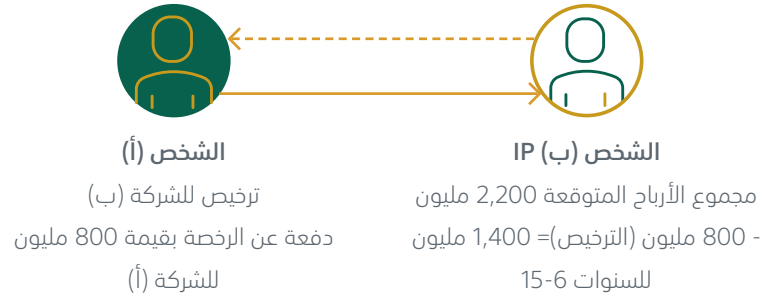 الشخص (أ)
ترخيص للشركة (ب)
دفعة عن الرخصة بقيمة 800 مليون
للشركة (أ)
الشخص (ب) IP
مجموع الأرباح المتوقعة 2,200 مليون
- 800 مليون (الترخيص)= 1,400 مليون
للسنوات 6-15